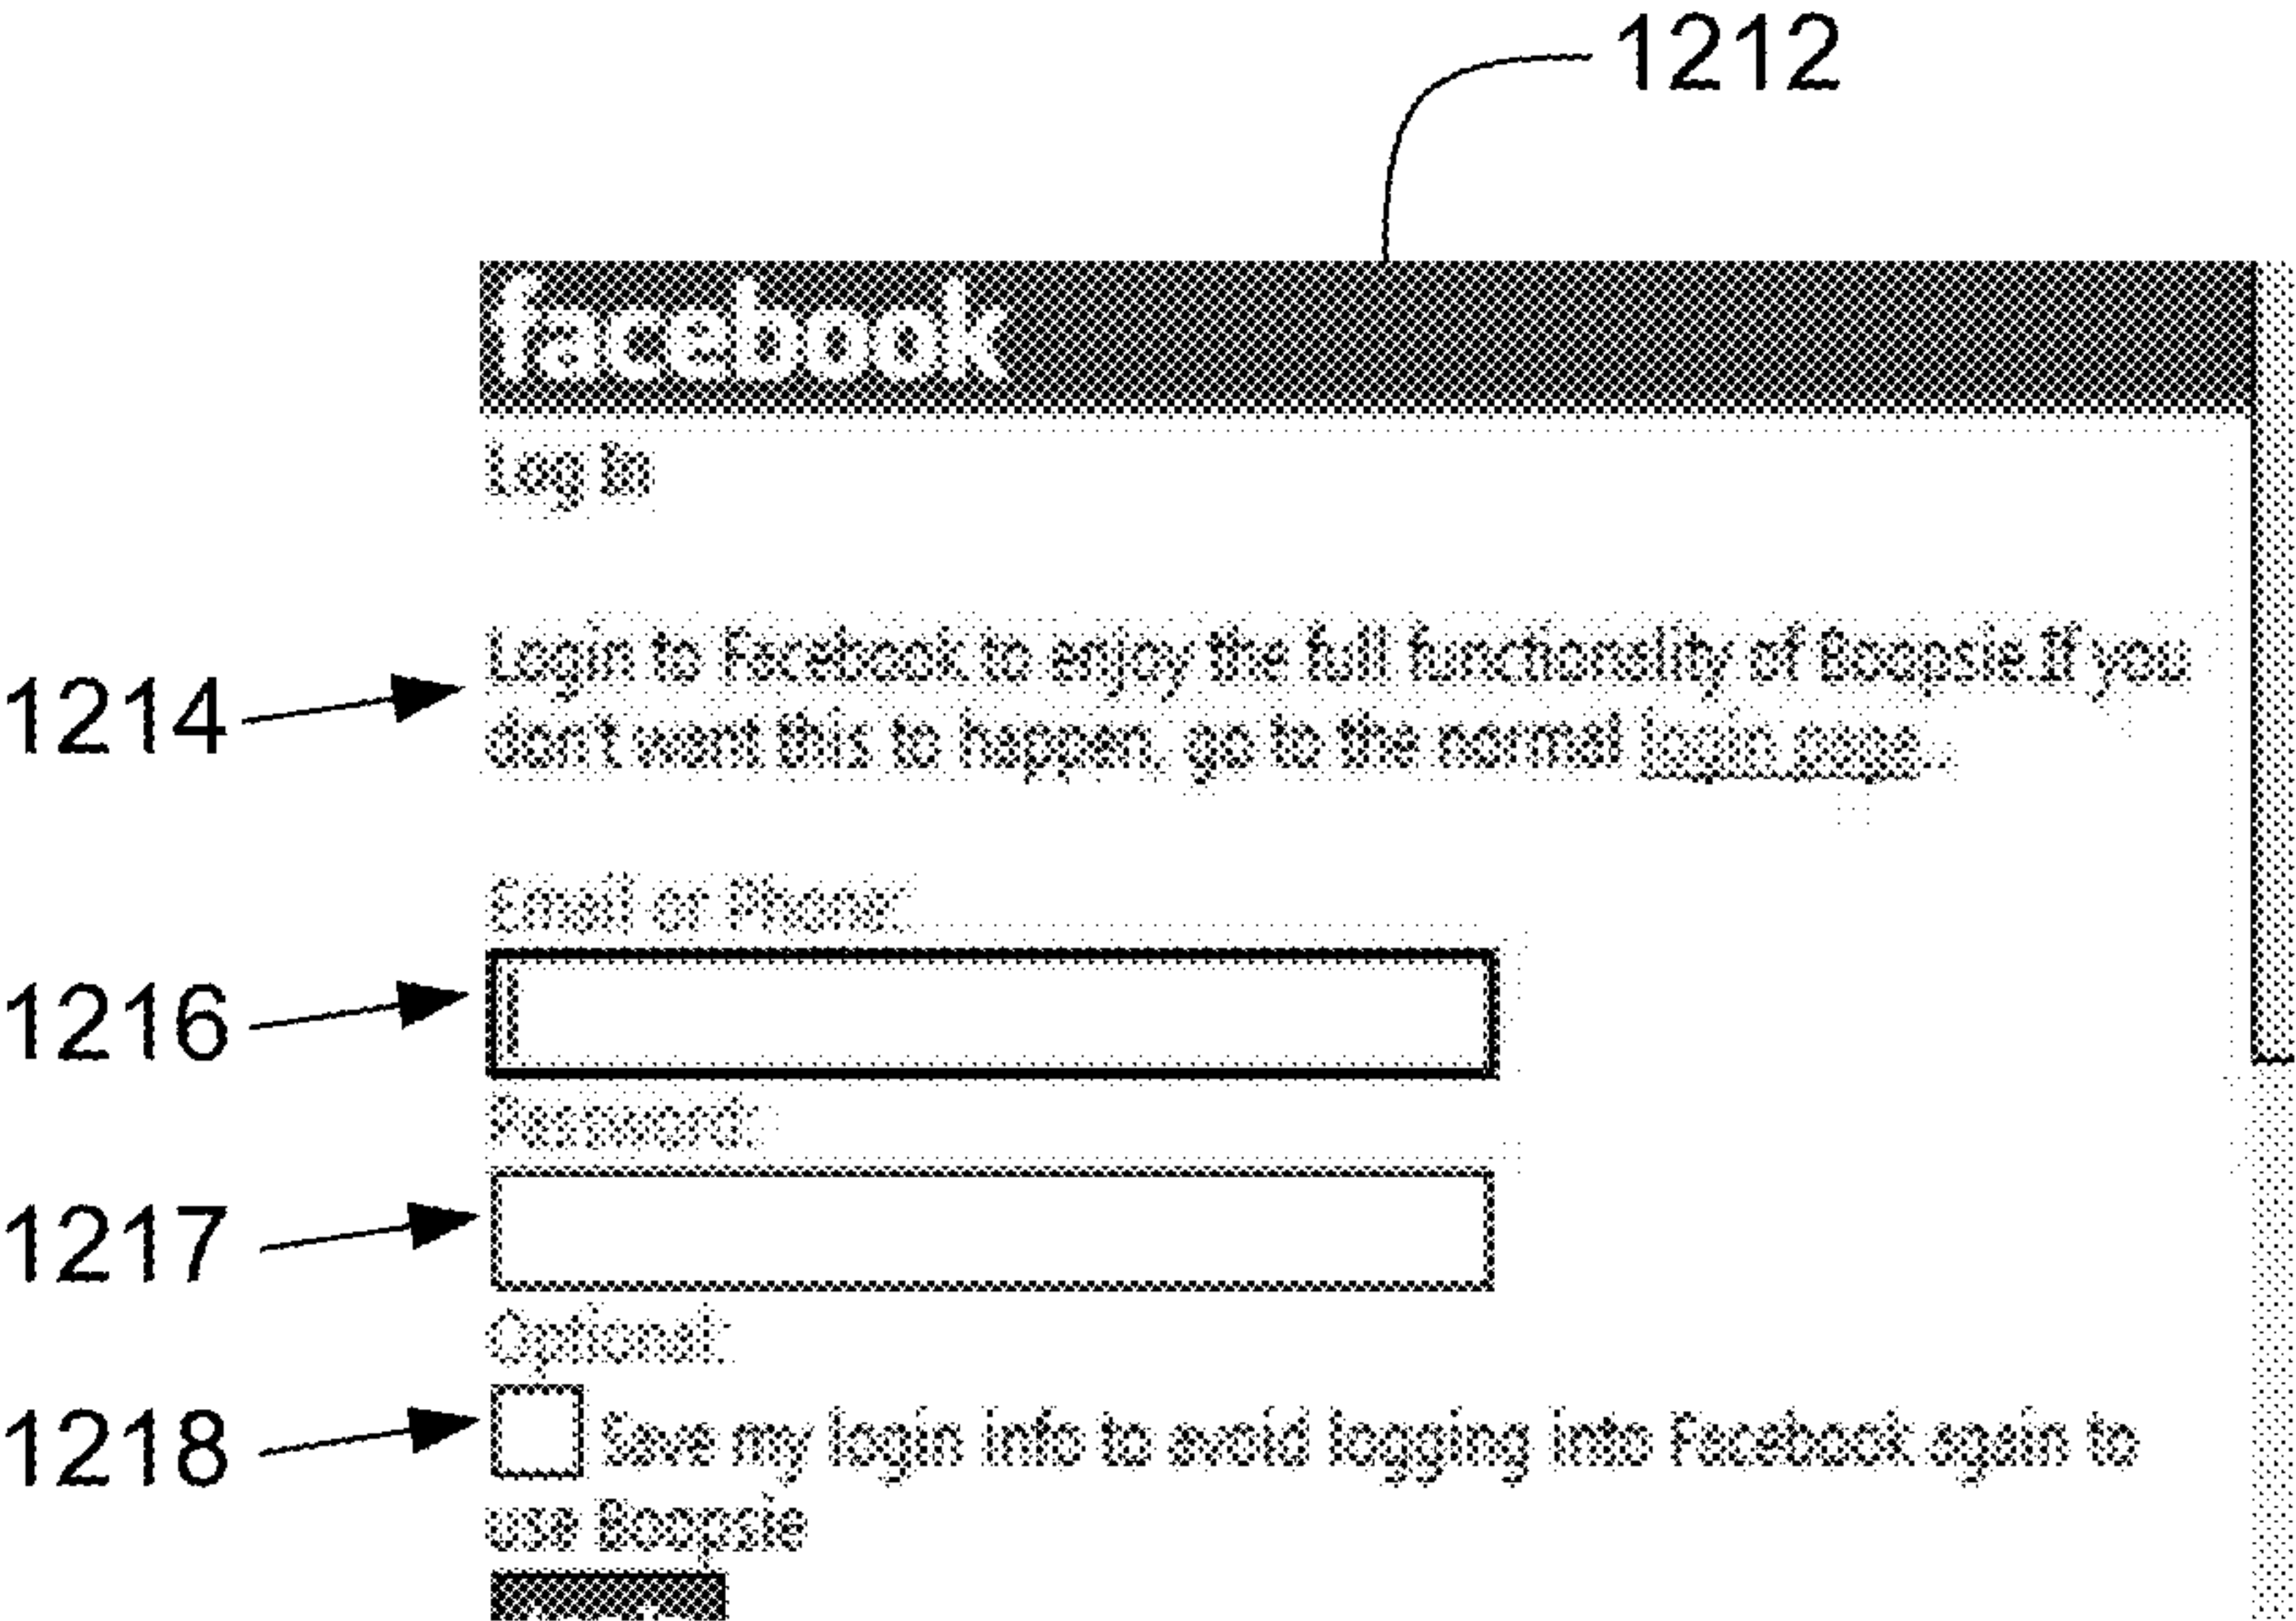 1212
facebook
Log In
1214
Login to Facebook to enjoy the full functionality of Boopsie.If you
don't want this to happen, go to the normal login page.
Email or Phone:
1216
Password:
1217
Optional:
1218
Save my login info to avoid logging into Facebook again to
use Boopsie